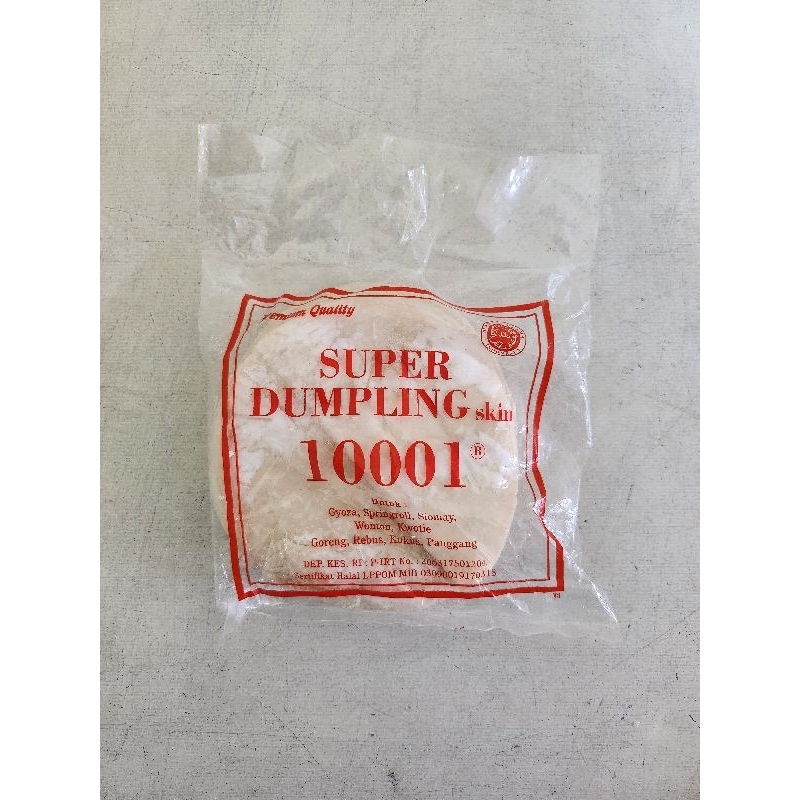 Premium Quality
SUPER
DUMPLING skin
10001®
Untuk
Gyoza, Springroll, Siomay,
Wonton, Kwotie
Goreng, Rebus, Kukus, Panggang
DEP. KES. RI : P-IRT No. :
Sertifikat Halal LPPOM MUI